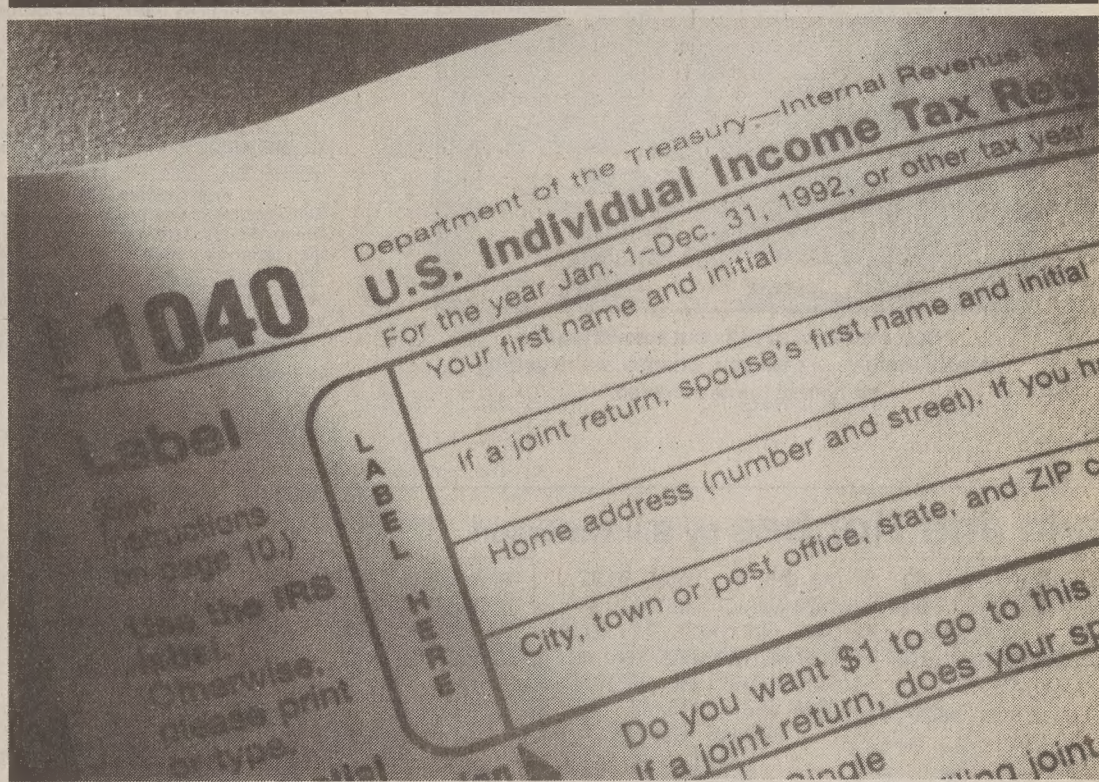 1040
Department of the Treasury—Internal Revenue
U.S. Individual Income Tax
For the year Jan. 1–Dec. 31, 1992, or other tax year
Label
(See
instructions
on page 10.)
Use the IRS
label.
Otherwise,
please print
or type.
LABEL HERE
Your first name and initial
If a joint return, spouse's first name and initial
Home address (number and street). If you
City, town or post office, state, and ZIP
Do you want $1 to go to this
If a joint return, does your
Single
joint